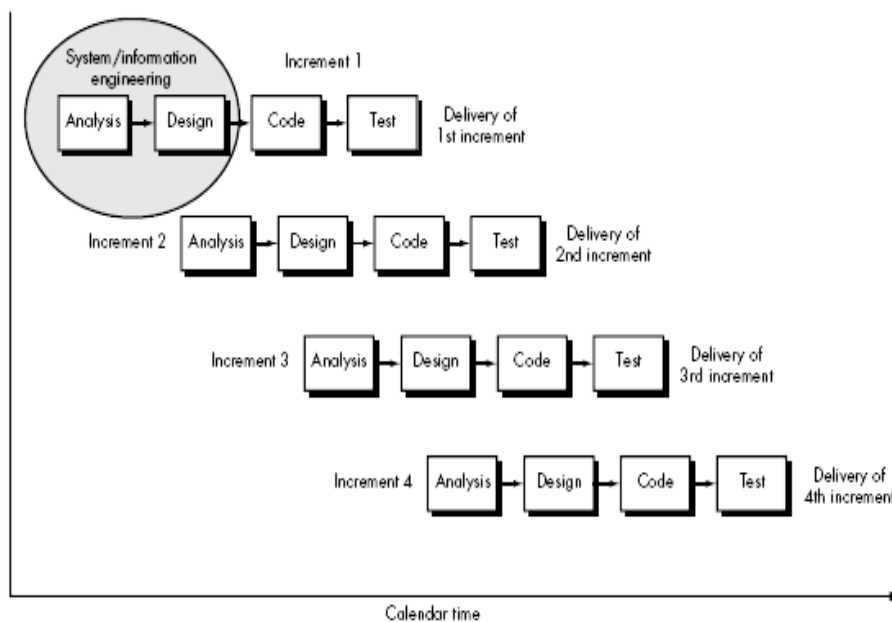 System/information
engineering
Increment 1
Analysis
Design
Code
Test
Delivery of
1st increment
Increment 2
Analysis
Design
Code
Test
Delivery of
2nd increment
Increment 3
Analysis
Design
Code
Test
Delivery of
3rd increment
Increment 4
Analysis
Design
Code
Test
Delivery of
4th increment
Calendar time